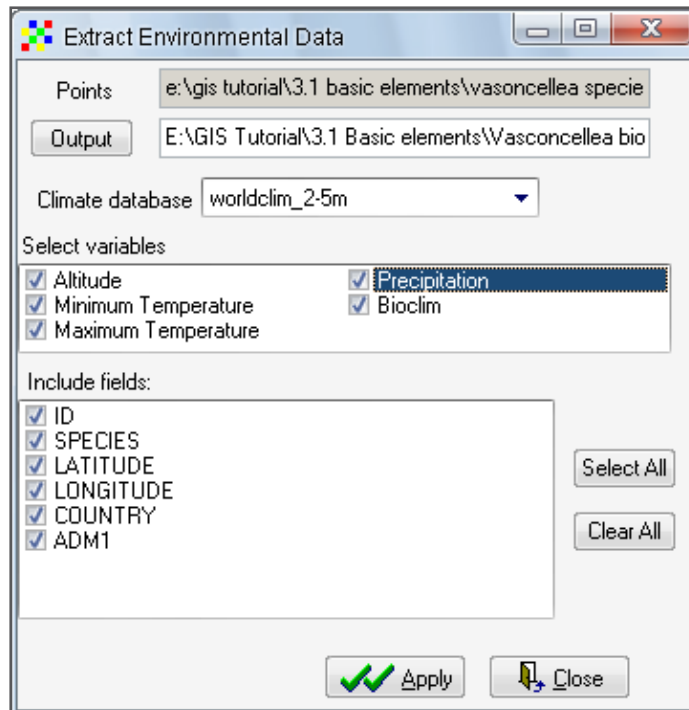 Extract Environmental Data
Points e:\gis tutorial\3.1 basic elements\vasoncellea specie
Output E:\GIS Tutorial\3.1 Basic elements\Vasconcellea bio
Climate database worldclim_2-5m
Select variables
Altitude Precipitation
Minimum Temperature Bioclim
Maximum Temperature
Include fields:
ID
SPECIES
LATITUDE
LONGITUDE
COUNTRY
ADM1
Select All
Clear All
Apply Close